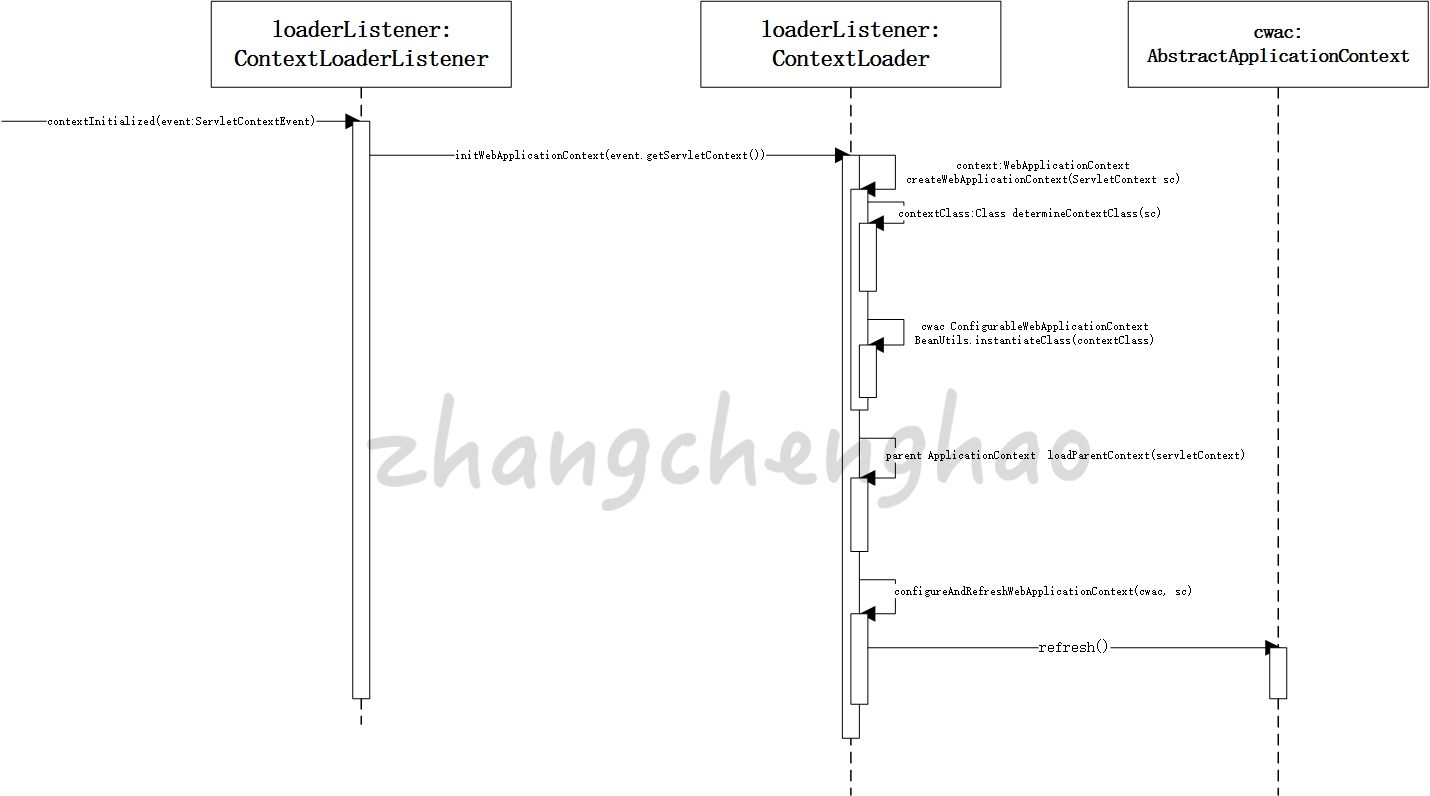 loaderListener:
ContextLoaderListener
loaderListener:
ContextLoader
cwac:
AbstractApplicationContext
contextInitialized(event:ServletContextEvent)
initWebApplicationContext(event.getServletContext())
context:WebApplicationContext
createWebApplicationContext(ServletContext sc)
contextClass:Class determineContextClass(sc)
cwac ConfigurableWebApplicationContext
BeanUtils.instantiateClass(contextClass)
zhangchenghao
parent ApplicationContext  loadParentContext(servletContext)
configureAndRefreshWebApplicationContext(cwac, sc)
refresh()